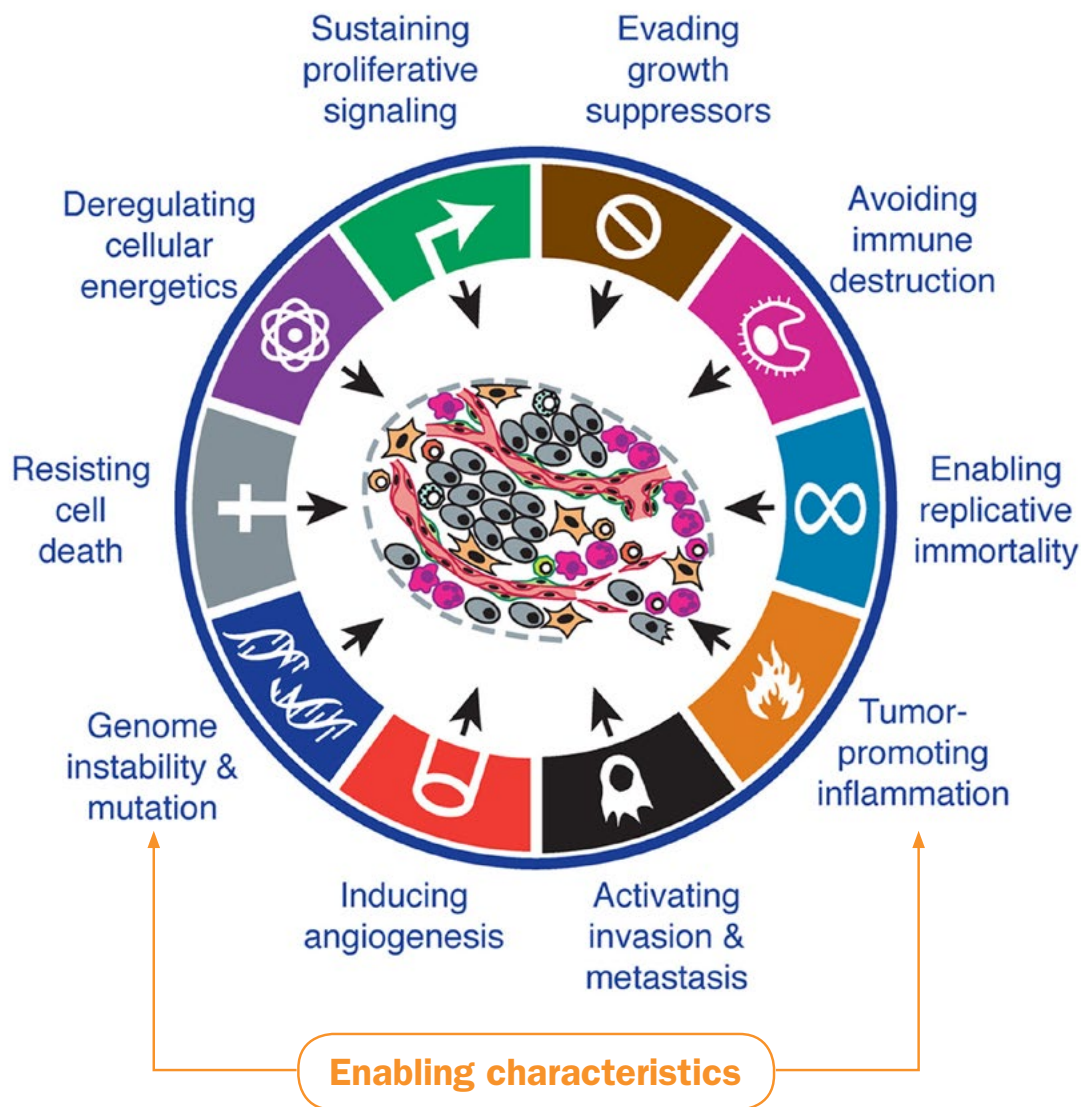 Sustaining
proliferative
signaling
Evading
growth
suppressors
Deregulating
cellular
energetics
Avoiding
immune
destruction
Resisting
cell
death
Enabling
replicative
immortality
Genome
instability &
mutation
Tumor-
promoting
inflammation
Inducing
angiogenesis
Activating
invasion &
metastasis
Enabling characteristics